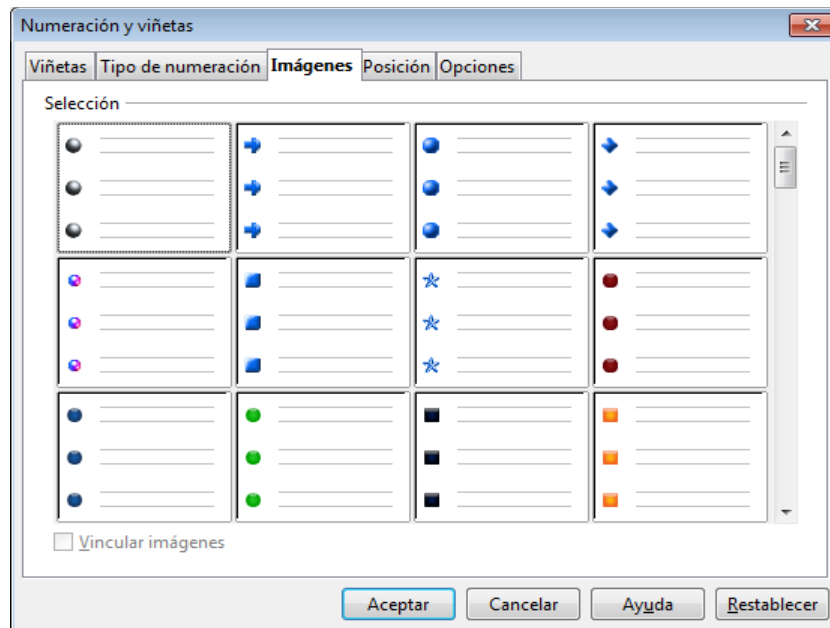 Numeración y viñetas
Viñetas Tipo de numeración Imágenes Posición Opciones
Selección
Vincular imágenes
Aceptar Cancelar Ayuda Restablecer